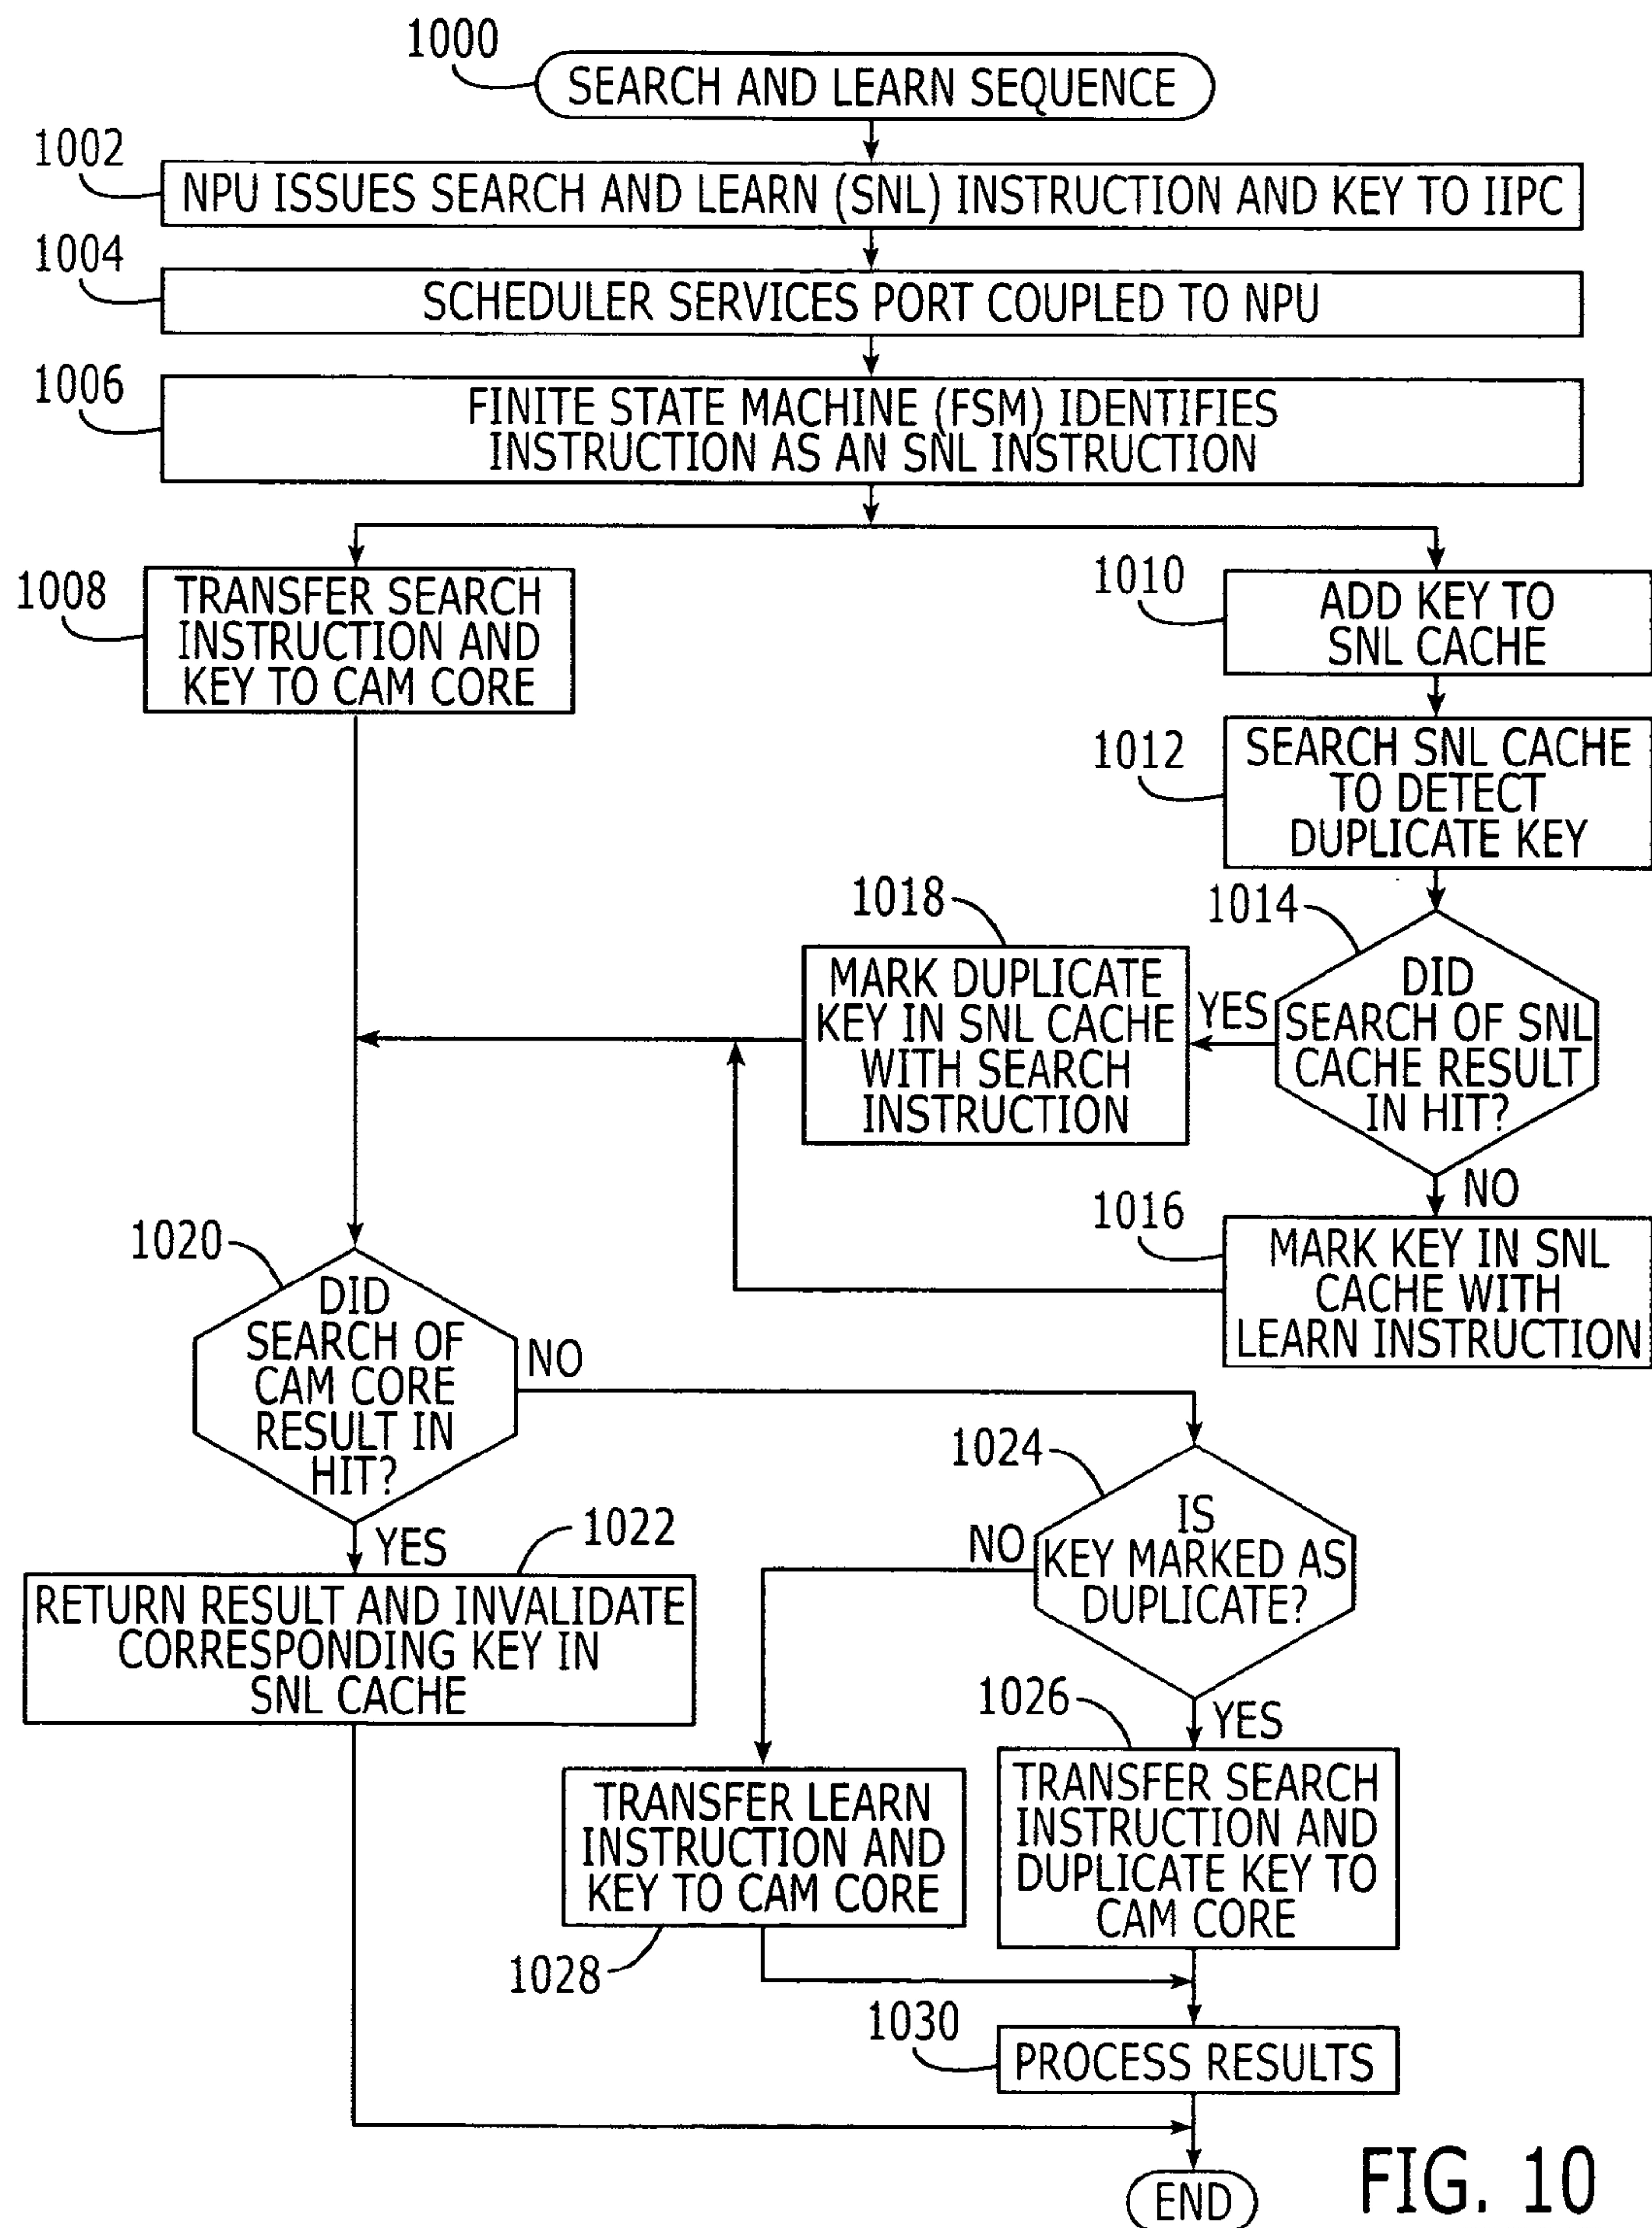 1000
SEARCH AND LEARN SEQUENCE
1002
NPU ISSUES SEARCH AND LEARN (SNL) INSTRUCTION AND KEY TO IIPC
1004
SCHEDULER SERVICES PORT COUPLED TO NPU
1006
FINITE STATE MACHINE (FSM) IDENTIFIES
INSTRUCTION AS AN SNL INSTRUCTION
1008
TRANSFER SEARCH
INSTRUCTION AND
KEY TO CAM CORE
1010
ADD KEY TO
SNL CACHE
1012
SEARCH SNL CACHE
TO DETECT
DUPLICATE KEY
1014
DID
SEARCH OF SNL
CACHE RESULT
IN HIT?
YES
1018
MARK DUPLICATE
KEY IN SNL CACHE
WITH SEARCH
INSTRUCTION
NO
1016
MARK KEY IN SNL
CACHE WITH
LEARN INSTRUCTION
1020
DID
SEARCH OF
CAM CORE
RESULT IN
HIT?
NO
YES
1022
RETURN RESULT AND INVALIDATE
CORRESPONDING KEY IN
SNL CACHE
1024
IS
KEY MARKED AS
DUPLICATE?
NO
YES
1026
TRANSFER SEARCH
INSTRUCTION AND
DUPLICATE KEY TO
CAM CORE
TRANSFER LEARN
INSTRUCTION AND
KEY TO CAM CORE
1028
1030
PROCESS RESULTS
END
FIG. 10